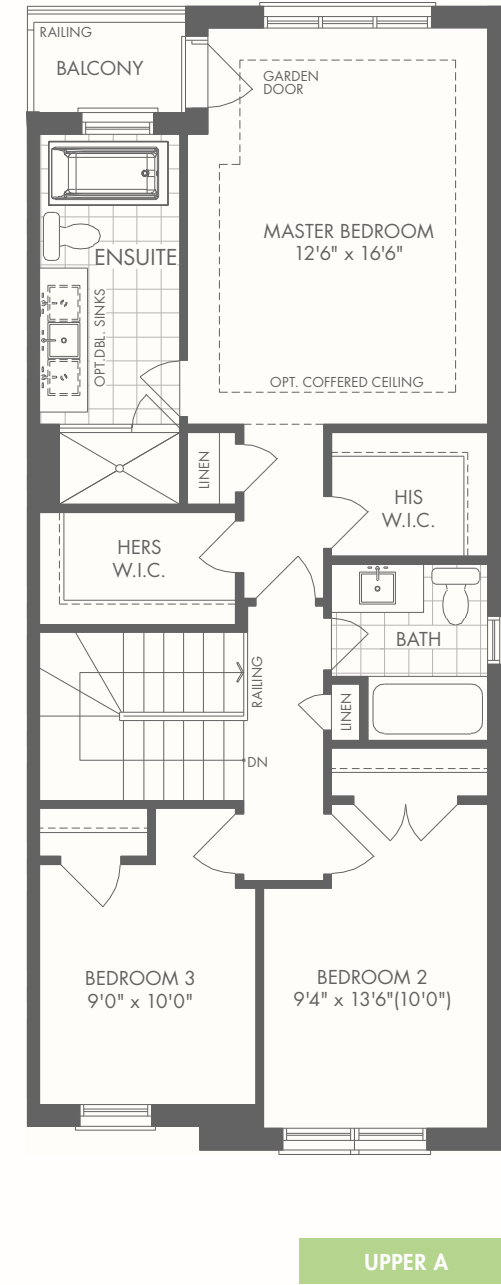 RAILING
BALCONY
GARDEN
DOOR
MASTER BEDROOM
12'6" x 16'6"
ENSUITE
OPT.DBL. SINKS
OPT. COFFERED CEILING
LINEN
HIS
W.I.C.
HERS
W.I.C.
BATH
RAILING
LINEN
DN
BEDROOM 3
9'0" x 10'0"
BEDROOM 2
9'4" x 13'6"(10'0")
UPPER A